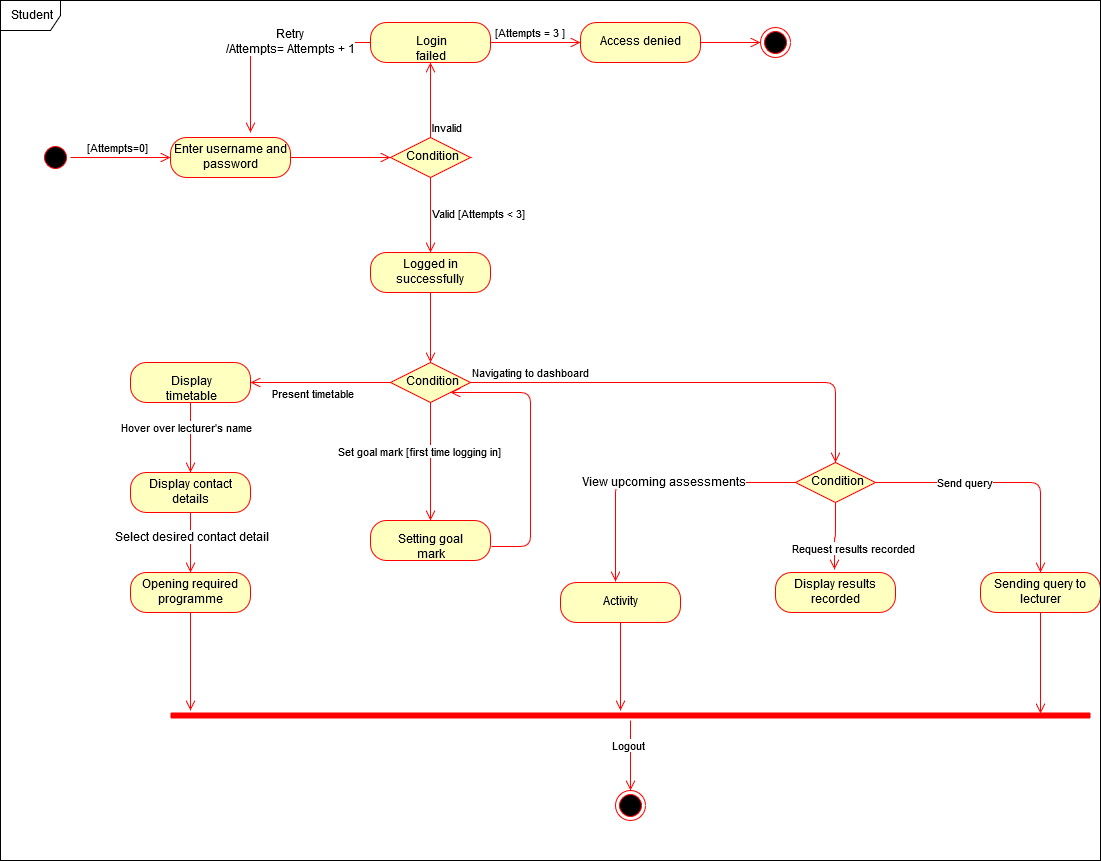 Student
Retry
/Attempts= Attempts + 1
Login
failed
[Attempts = 3 ]
Access denied
Invalid
[Attempts=0]
Enter username and
password
Condition
Valid [Attempts < 3]
Logged in
successfully
Display
timetable
Present timetable
Condition
Navigating to dashboard
Hover over lecturer's name
Set goal mark [first time logging in]
Display contact
details
View upcoming assessments
Condition
Send query
Select desired contact detail
Setting goal
mark
Request results recorded
Opening required
programme
Activity
Display results
recorded
Sending query to
lecturer
Logout